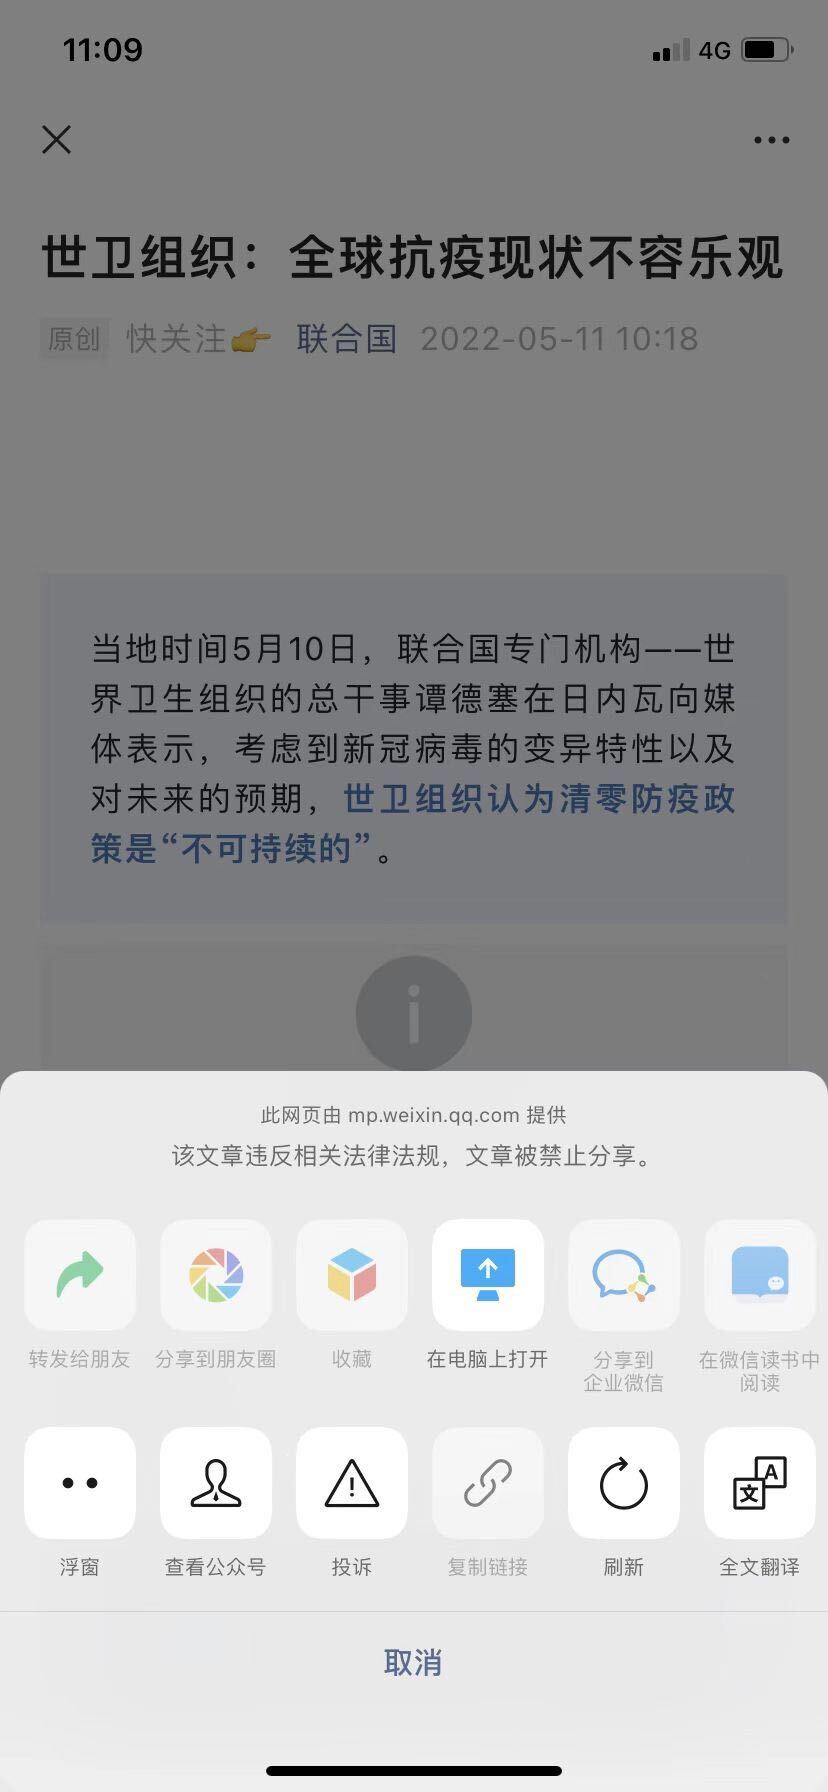 11:09
4G
世卫组织：全球抗疫现状不容乐观
原创 快关注👉 联合国 2022-05-11 10:18
当地时间5月10日，联合国专门机构——世
界卫生组织的总干事谭德塞在日内瓦向媒
体表示，考虑到新冠病毒的变异特性以及
对未来的预期，世卫组织认为清零防疫政
策是“不可持续的”。
此网页由 mp.weixin.qq.com 提供
该文章违反相关法律法规，文章被禁止分享。
转发给朋友 分享到朋友圈 收藏 在电脑上打开 分享到 在微信读书中
企业微信 阅读
浮窗 查看公众号 投诉 复制链接 刷新 全文翻译
取消